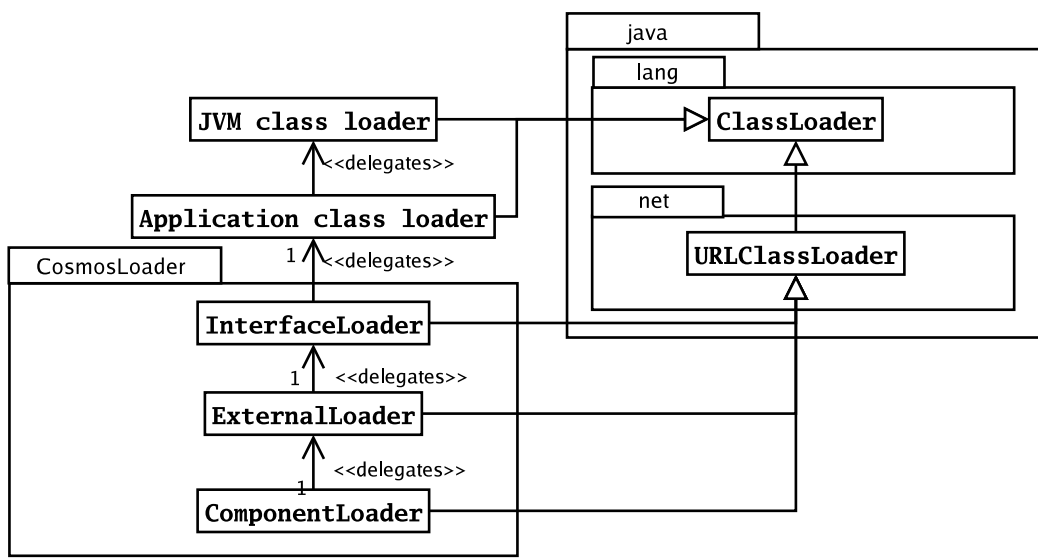 java
lang
JVM class loader
ClassLoader
<<delegates>>
net
Application class loader
1
<<delegates>>
URLClassLoader
CosmosLoader
InterfaceLoader
1
<<delegates>>
ExternalLoader
<<delegates>>
1
ComponentLoader